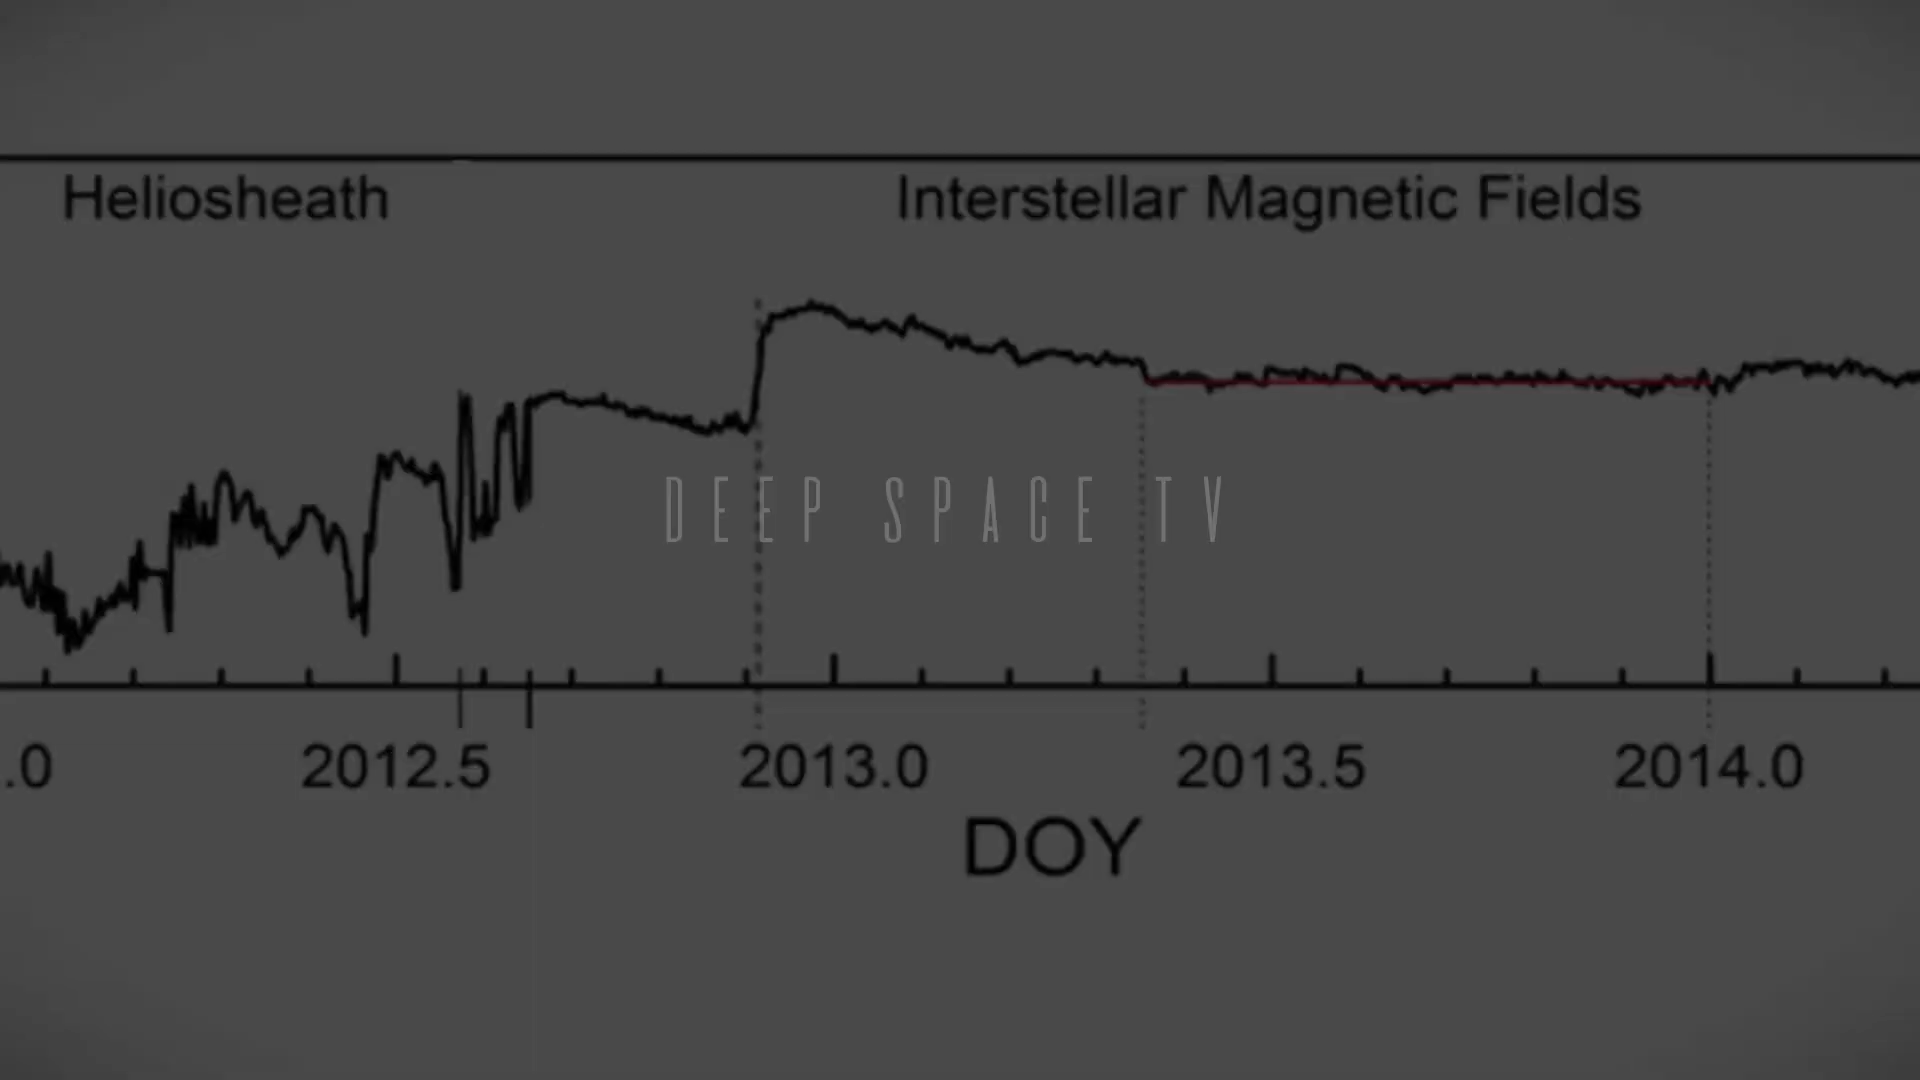 Heliosheath
Interstellar Magnetic Fields
DEEP SPACE TV
.0 2012.5 2013.0 2013.5 2014.0
DOY